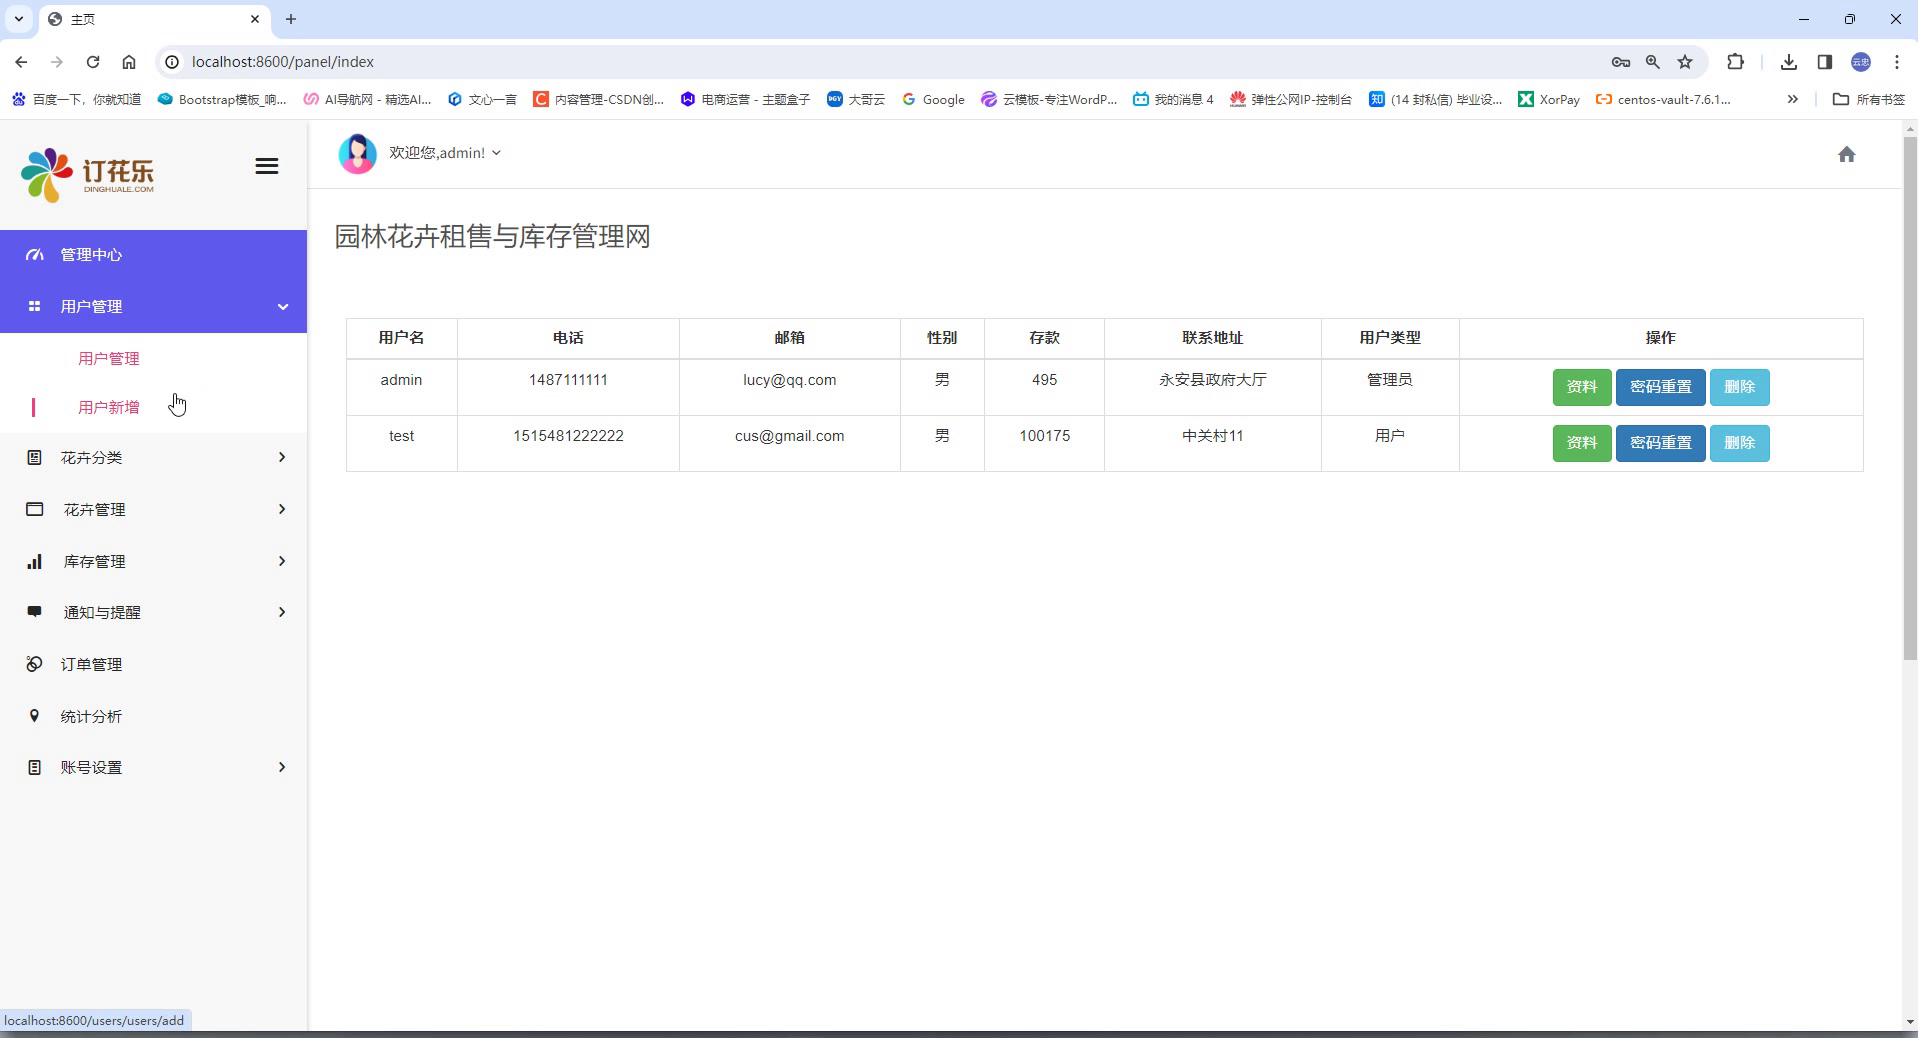 主页
localhost:8600/panel/index
云忠
百度一下，你就知道
Bootstrap模板_响...
AI导航网 - 精选AI...
文心一言
内容管理-CSDN创...
电商运营 - 主题盒子
大哥云
Google
云模板-专注WordP...
我的消息 4
弹性公网IP-控制台
(14 封私信) 毕业设...
XorPay
centos-vault-7.6.1...
所有书签
订花乐
DINGHUALE.COM
欢迎您,admin!
管理中心
用户管理
用户管理
用户新增
花卉分类
花卉管理
库存管理
通知与提醒
订单管理
统计分析
账号设置
园林花卉租售与库存管理网
用户名 电话 邮箱 性别 存款 联系地址 用户类型 操作
admin 1487111111 lucy@qq.com 男 495 永安县政府大厅 管理员 资料 密码重置 删除
test 1515481222222 cus@gmail.com 男 100175 中关村11 用户 资料 密码重置 删除
localhost:8600/users/users/add